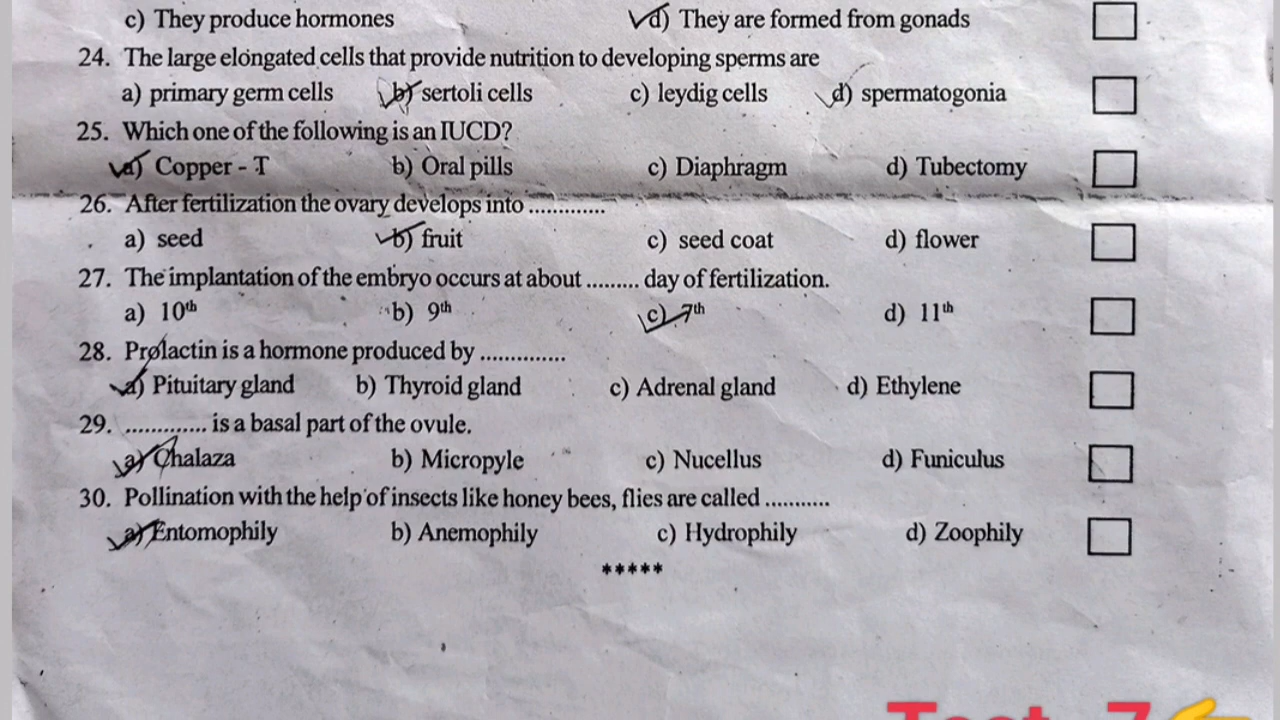 c) They produce hormones d) They are formed from gonads
24. The large elongated cells that provide nutrition to developing sperms are
a) primary germ cells b) sertoli cells c) leydig cells d) spermatogonia
25. Which one of the following is an IUCD?
a) Copper - T b) Oral pills c) Diaphragm d) Tubectomy
26. After fertilization the ovary develops into .............
a) seed b) fruit c) seed coat d) flower
27. The implantation of the embryo occurs at about ......... day of fertilization.
a) 10th b) 9th c) 7th d) 11th
28. Prolactin is a hormone produced by ..............
a) Pituitary gland b) Thyroid gland c) Adrenal gland d) Ethylene
29. ............. is a basal part of the ovule.
a) Chalaza b) Micropyle c) Nucellus d) Funiculus
30. Pollination with the help of insects like honey bees, flies are called ...........
a) Entomophily b) Anemophily c) Hydrophily d) Zoophily
*****